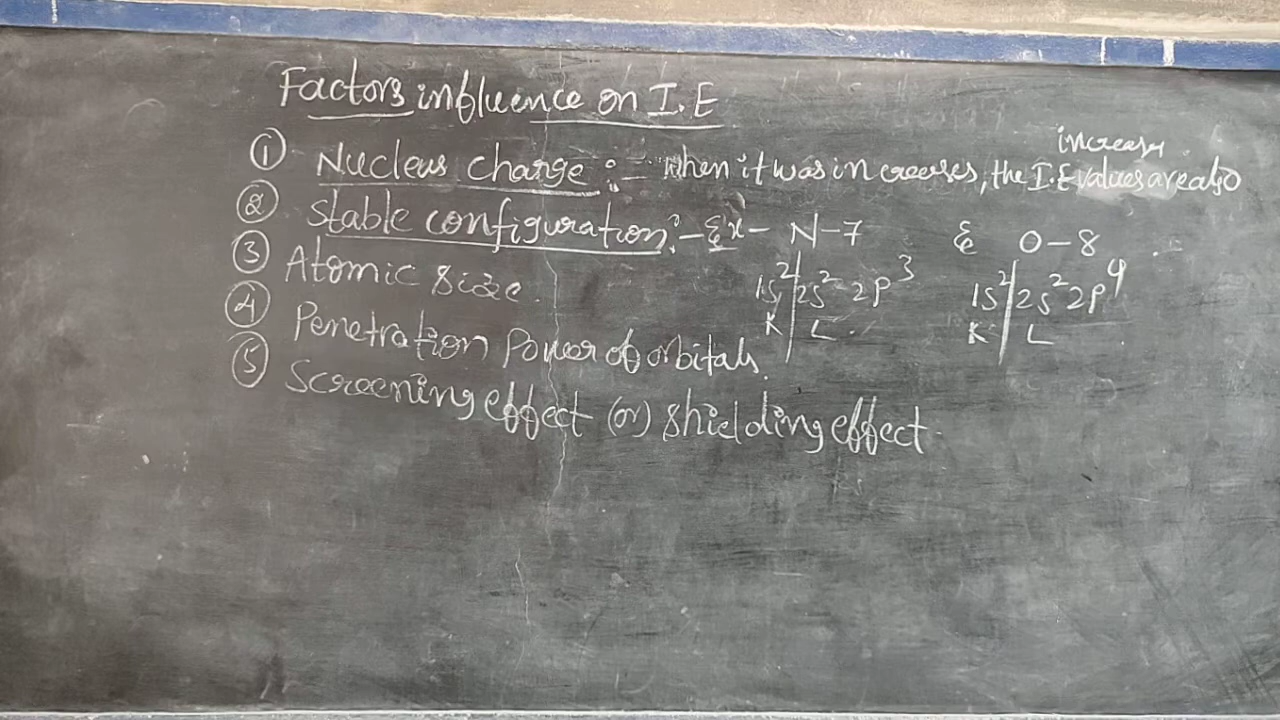 Factors influence on I.E
increases
① Nucleus charge :- when it was increases, the I.E values are also
② Stable configuration:- Ex- N-7 & O-8
③ Atomic size. 1s² 2s² 2p³ 1s² 2s² 2p⁴
K L K L
④ Penetration Power of orbitals.
⑤ Screening effect (or) shielding effect.